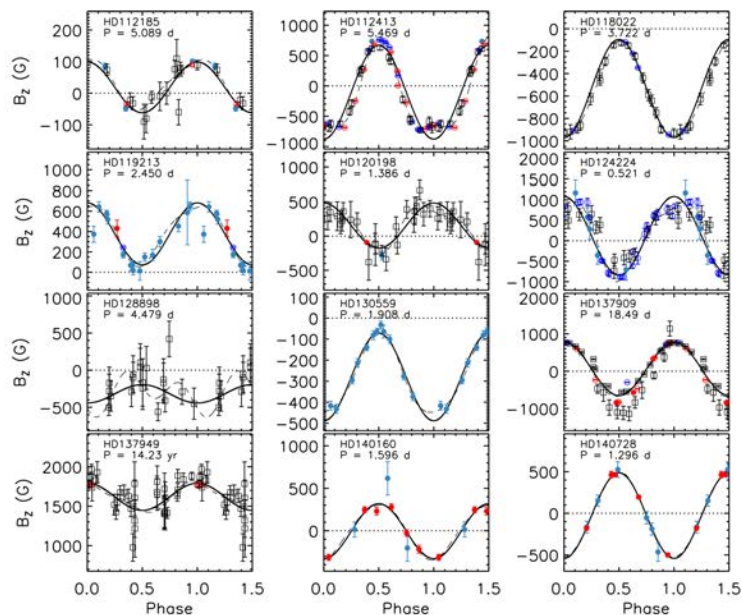 HD112185
P = 5.089 d
HD112413
P = 5.469 d
HD118022
P = 3.722 d
B_z (G)
200
100
0
−100
1000
500
0
−500
−1000
0
−200
−400
−600
−800
−1000
HD119213
P = 2.450 d
HD120198
P = 1.386 d
HD124224
P = 0.521 d
B_z (G)
1000
800
600
400
200
0
1000
500
0
−500
2000
1500
1000
500
0
−500
−1000
HD128898
P = 4.479 d
HD130559
P = 1.908 d
HD137909
P = 18.49 d
B_z (G)
1000
500
0
−500
100
0
−100
−200
−300
−400
−500
2000
1000
0
−1000
HD137949
P = 14.23 yr
HD140160
P = 1.596 d
HD140728
P = 1.296 d
B_z (G)
2000
1800
1600
1400
1200
1000
800
1000
500
0
500
0
−500
0.0 0.5 1.0 1.5
0.0 0.5 1.0 1.5
0.0 0.5 1.0 1.5
Phase
Phase
Phase